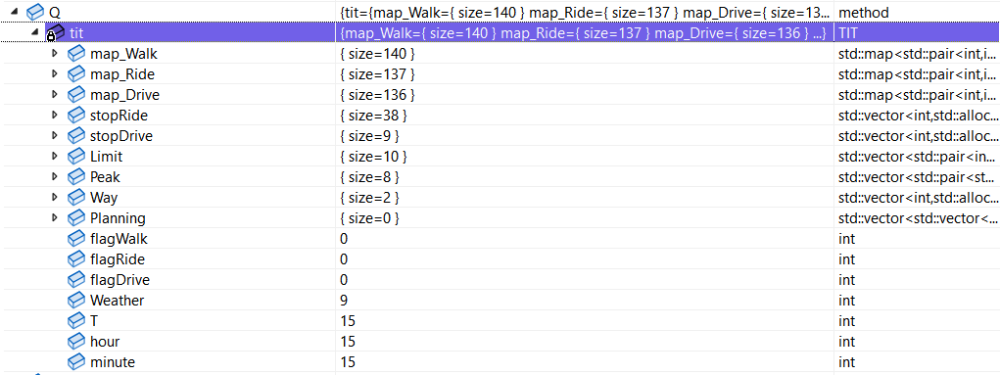 Q {tit={map_Walk={ size=140 } map_Ride={ size=137 } map_Drive={ size=13... method
tit {map_Walk={ size=140 } map_Ride={ size=137 } map_Drive={ size=136 } ...} TIT
map_Walk { size=140 } std::map<std::pair<int,i...
map_Ride { size=137 } std::map<std::pair<int,i...
map_Drive { size=136 } std::map<std::pair<int,i...
stopRide { size=38 } std::vector<int,std::alloc...
stopDrive { size=9 } std::vector<int,std::alloc...
Limit { size=10 } std::vector<std::pair<in...
Peak { size=8 } std::vector<std::pair<st...
Way { size=2 } std::vector<int,std::alloc...
Planning { size=0 } std::vector<std::vector<...
flagWalk 0 int
flagRide 0 int
flagDrive 0 int
Weather 9 int
T 15 int
hour 15 int
minute 15 int